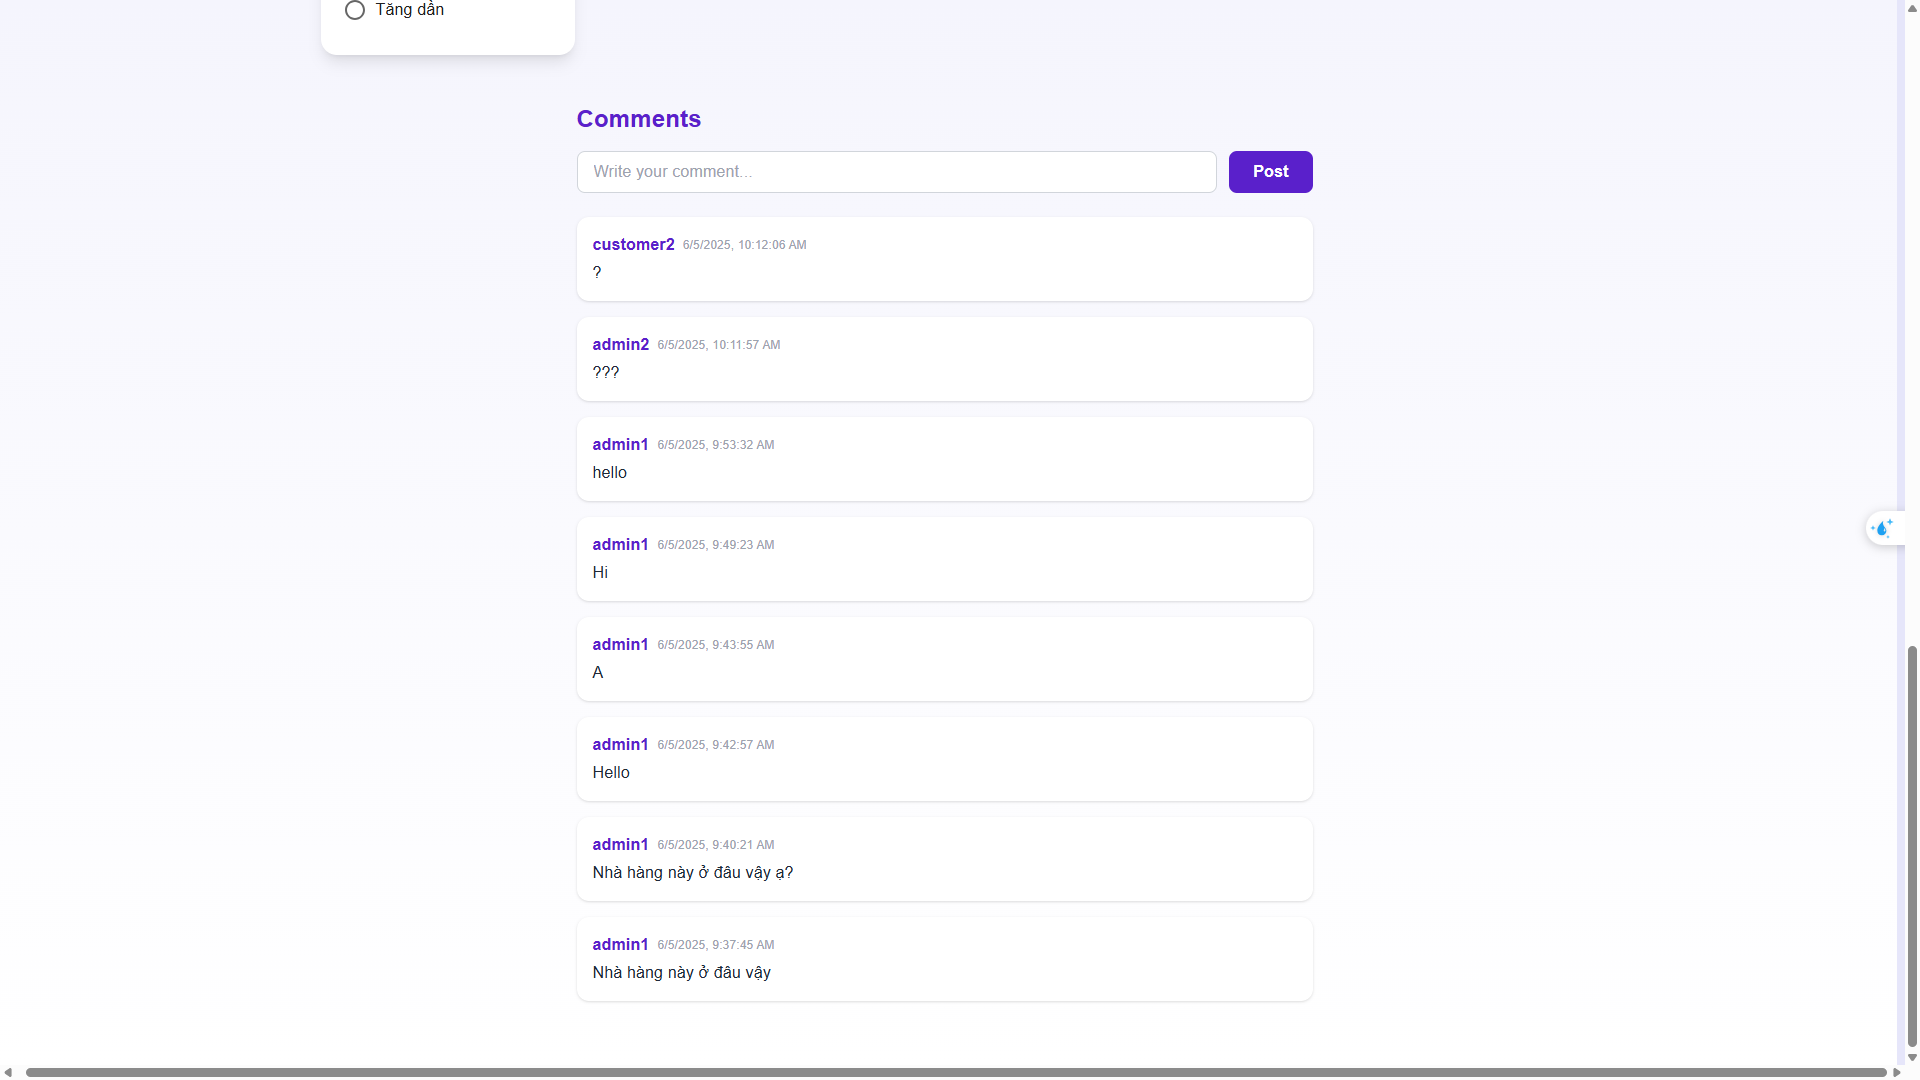 Tăng dần
Comments
Write your comment...
Post
customer2 6/5/2025, 10:12:06 AM
?
admin2 6/5/2025, 10:11:57 AM
???
admin1 6/5/2025, 9:53:32 AM
hello
admin1 6/5/2025, 9:49:23 AM
Hi
admin1 6/5/2025, 9:43:55 AM
A
admin1 6/5/2025, 9:42:57 AM
Hello
admin1 6/5/2025, 9:40:21 AM
Nhà hàng này ở đâu vậy ạ?
admin1 6/5/2025, 9:37:45 AM
Nhà hàng này ở đâu vậy